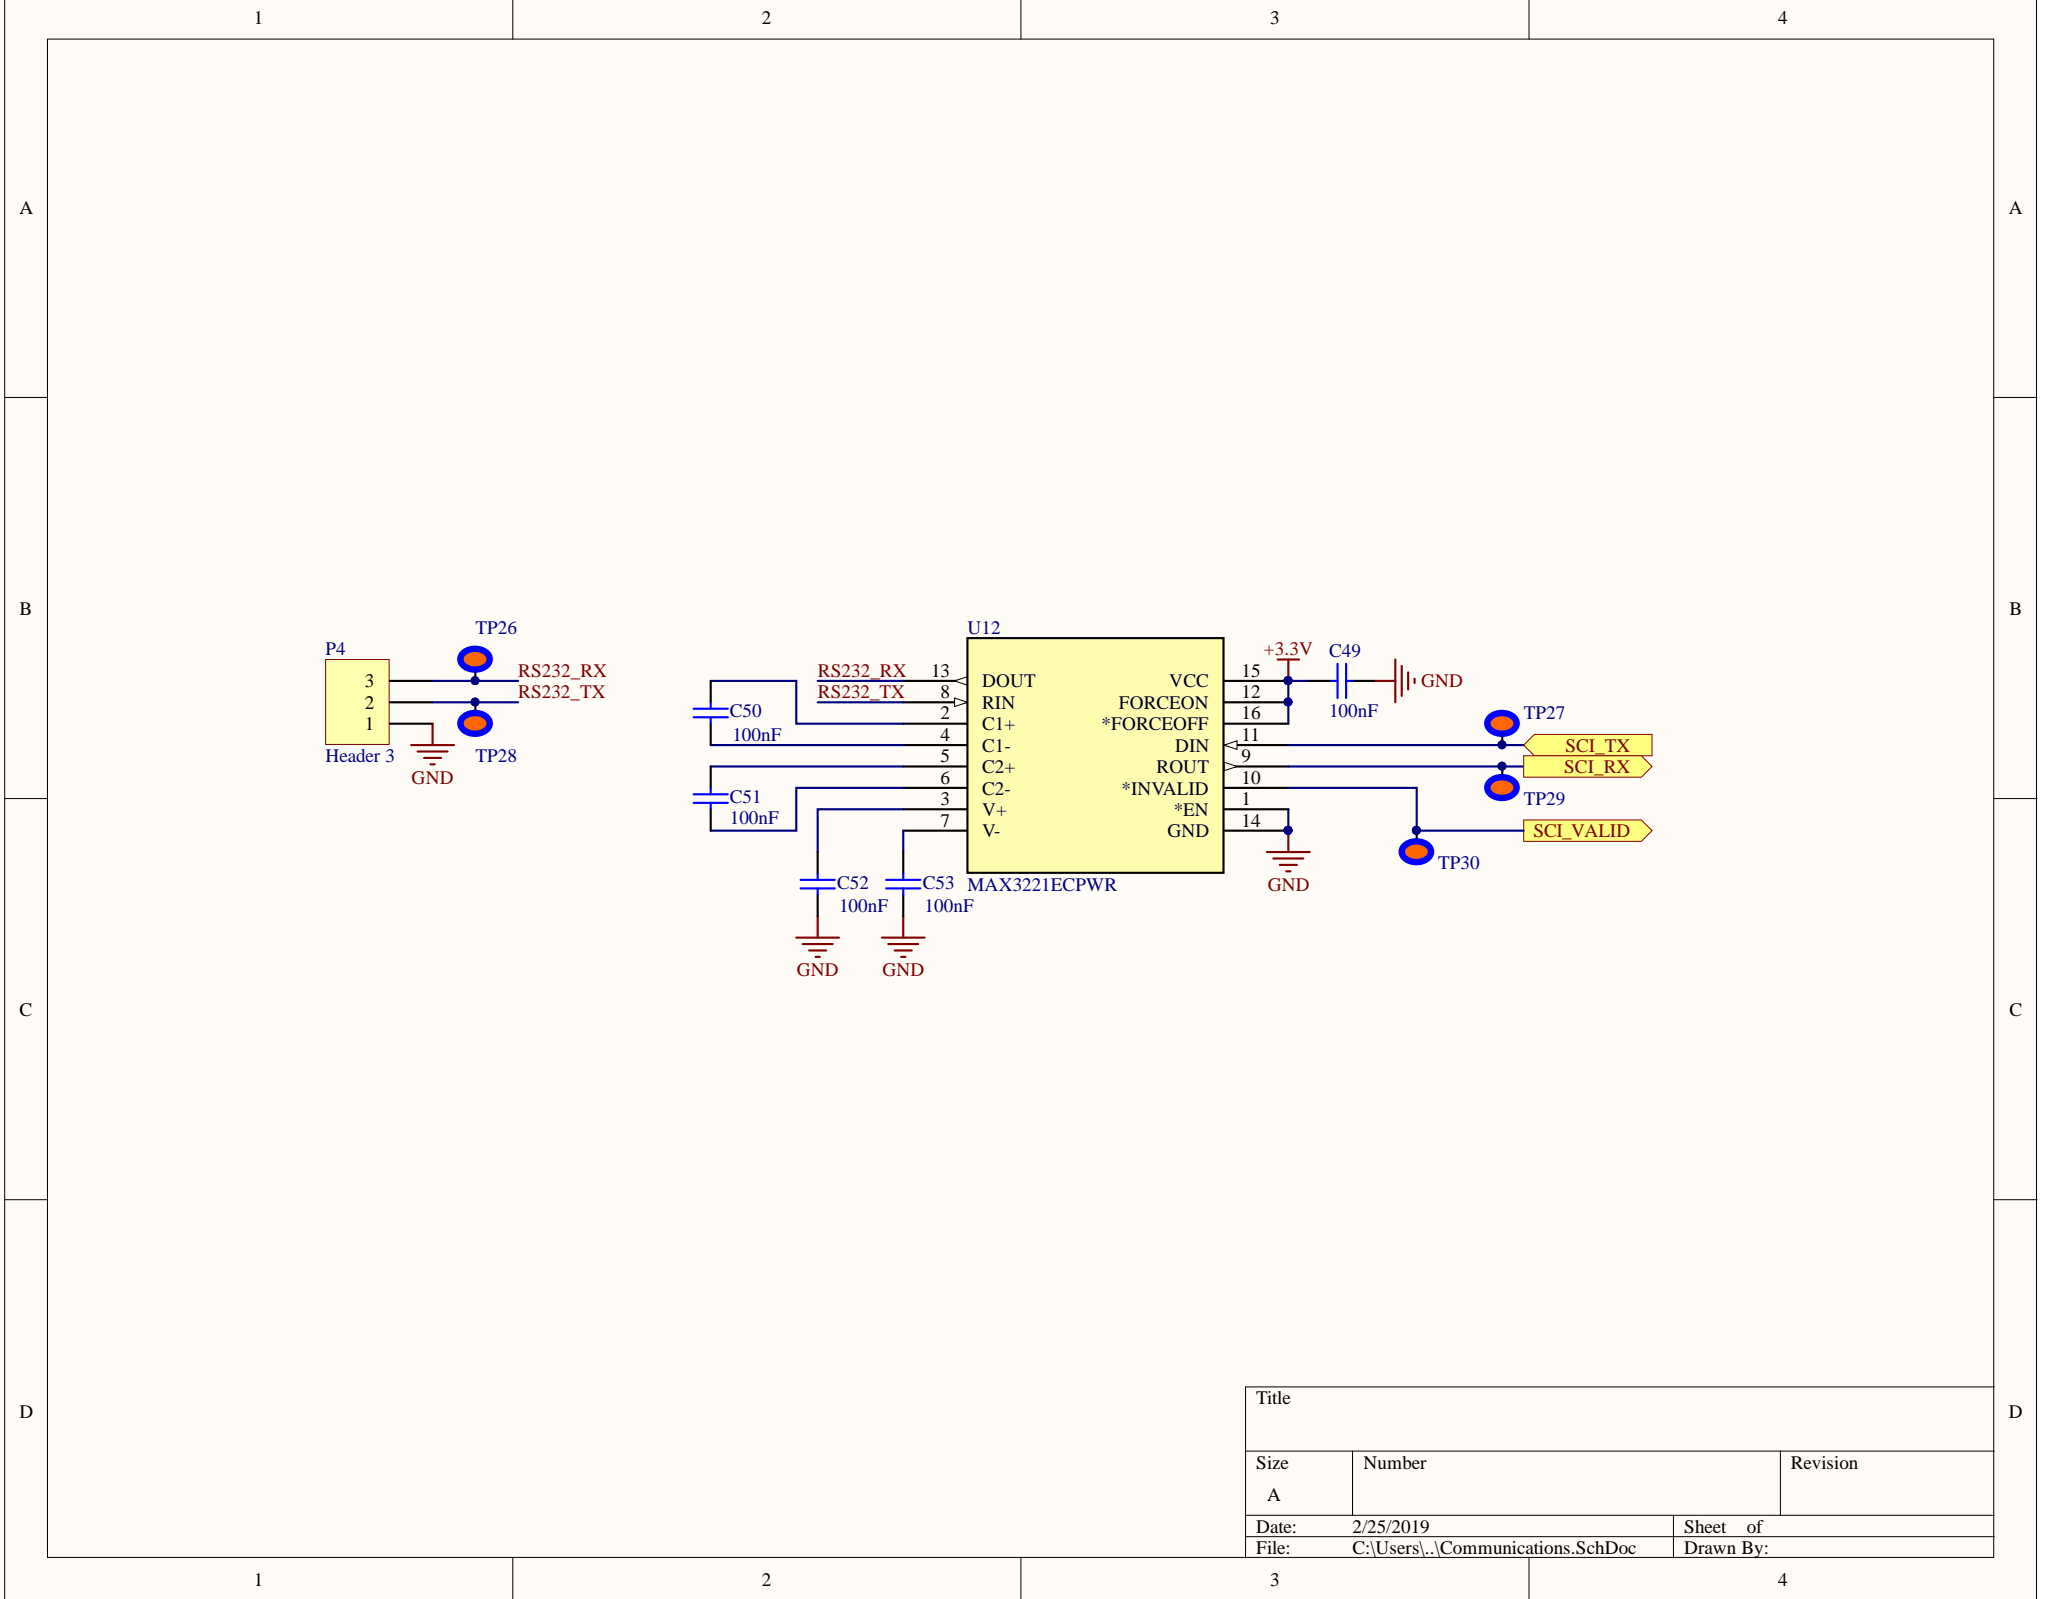 1 2 3 4
A A
B B
C C
D D
P4
3
2
1
Header 3
TP26
RS232_RX
RS232_TX
TP28
GND
C50
100nF
C51
100nF
C52
100nF
GND
C53
100nF
GND
U12
RS232_RX 13 DOUT
RS232_TX 8 RIN
2 C1+
4 C1-
5 C2+
6 C2-
3 V+
7 V-
VCC 15
FORCEON 12
*FORCEOFF 16
DIN 11
ROUT 9
*INVALID 10
*EN 1
GND 14
MAX3221ECPWR
+3.3V
C49
100nF
GND
TP27
SCI_TX
SCI_RX
TP29
SCI_VALID
TP30
GND
Title
Size Number Revision
A
Date: 2/25/2019 Sheet of
File: C:\Users\..\Communications.SchDoc Drawn By:
1 2 3 4